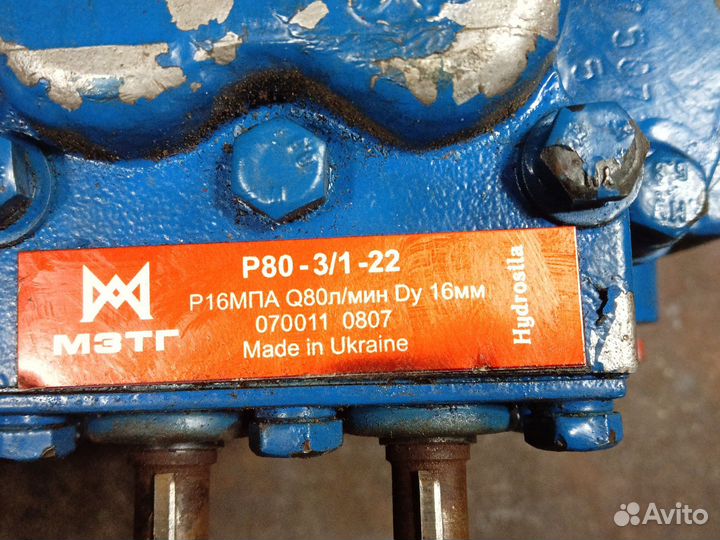 Р80-3/1-22
Р16МПА Q80л/мин Dy 16мм
070011 0807
Made in Ukraine
МЗТГ
Hydrosila
Avito